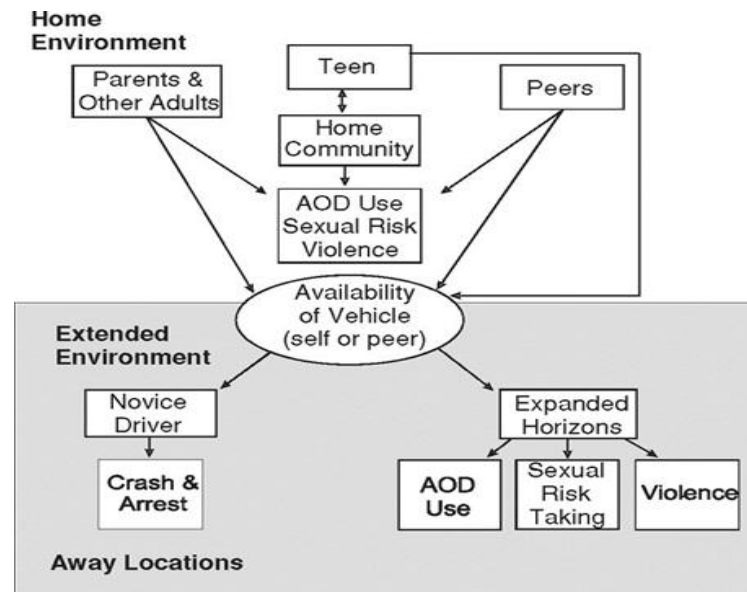 Home
Environment
Teen
Parents &
Other Adults
Peers
Home
Community
AOD Use
Sexual Risk
Violence
Availability
of Vehicle
(self or peer)
Extended
Environment
Novice
Driver
Expanded
Horizons
Crash &
Arrest
AOD
Use
Sexual
Risk
Taking
Violence
Away Locations